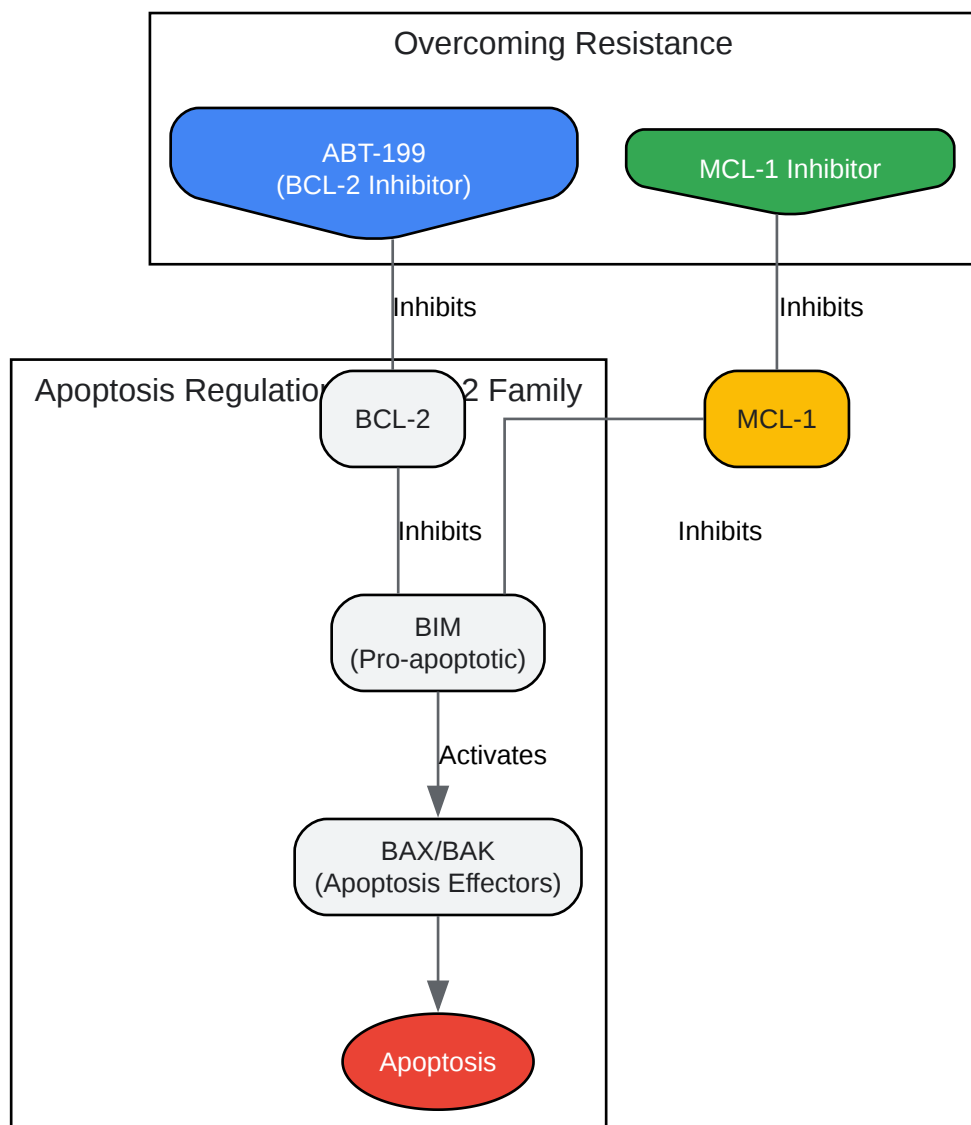 Overcoming Resistance
ABT-199
(BCL-2 Inhibitor)
MCL-1 Inhibitor
Inhibits
Inhibits
Apoptosis Regulation 2 Family
BCL-2
MCL-1
Inhibits
Inhibits
BIM
(Pro-apoptotic)
Activates
BAX/BAK
(Apoptosis Effectors)
Apoptosis